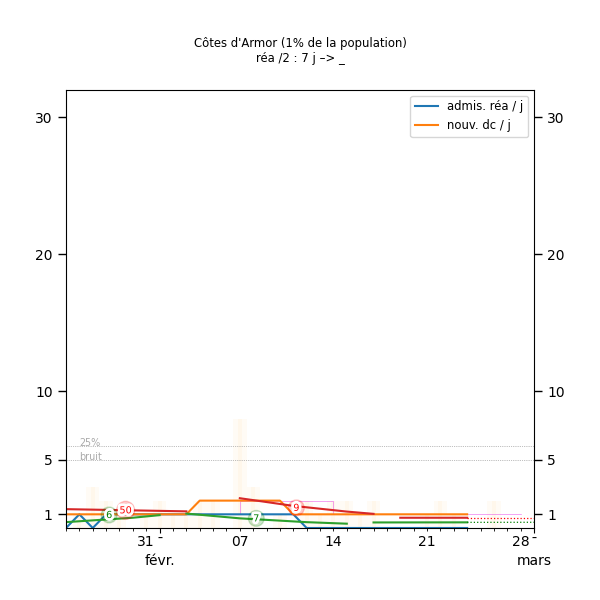 Côtes d'Armor (1% de la population)
réa /2 : 7 j –> _
admis. réa / j
nouv. dc / j
30 30
20 20
10 10
25%
bruit
5 5
1 1
6 50 7 9
31 07 14 21 28
févr. mars